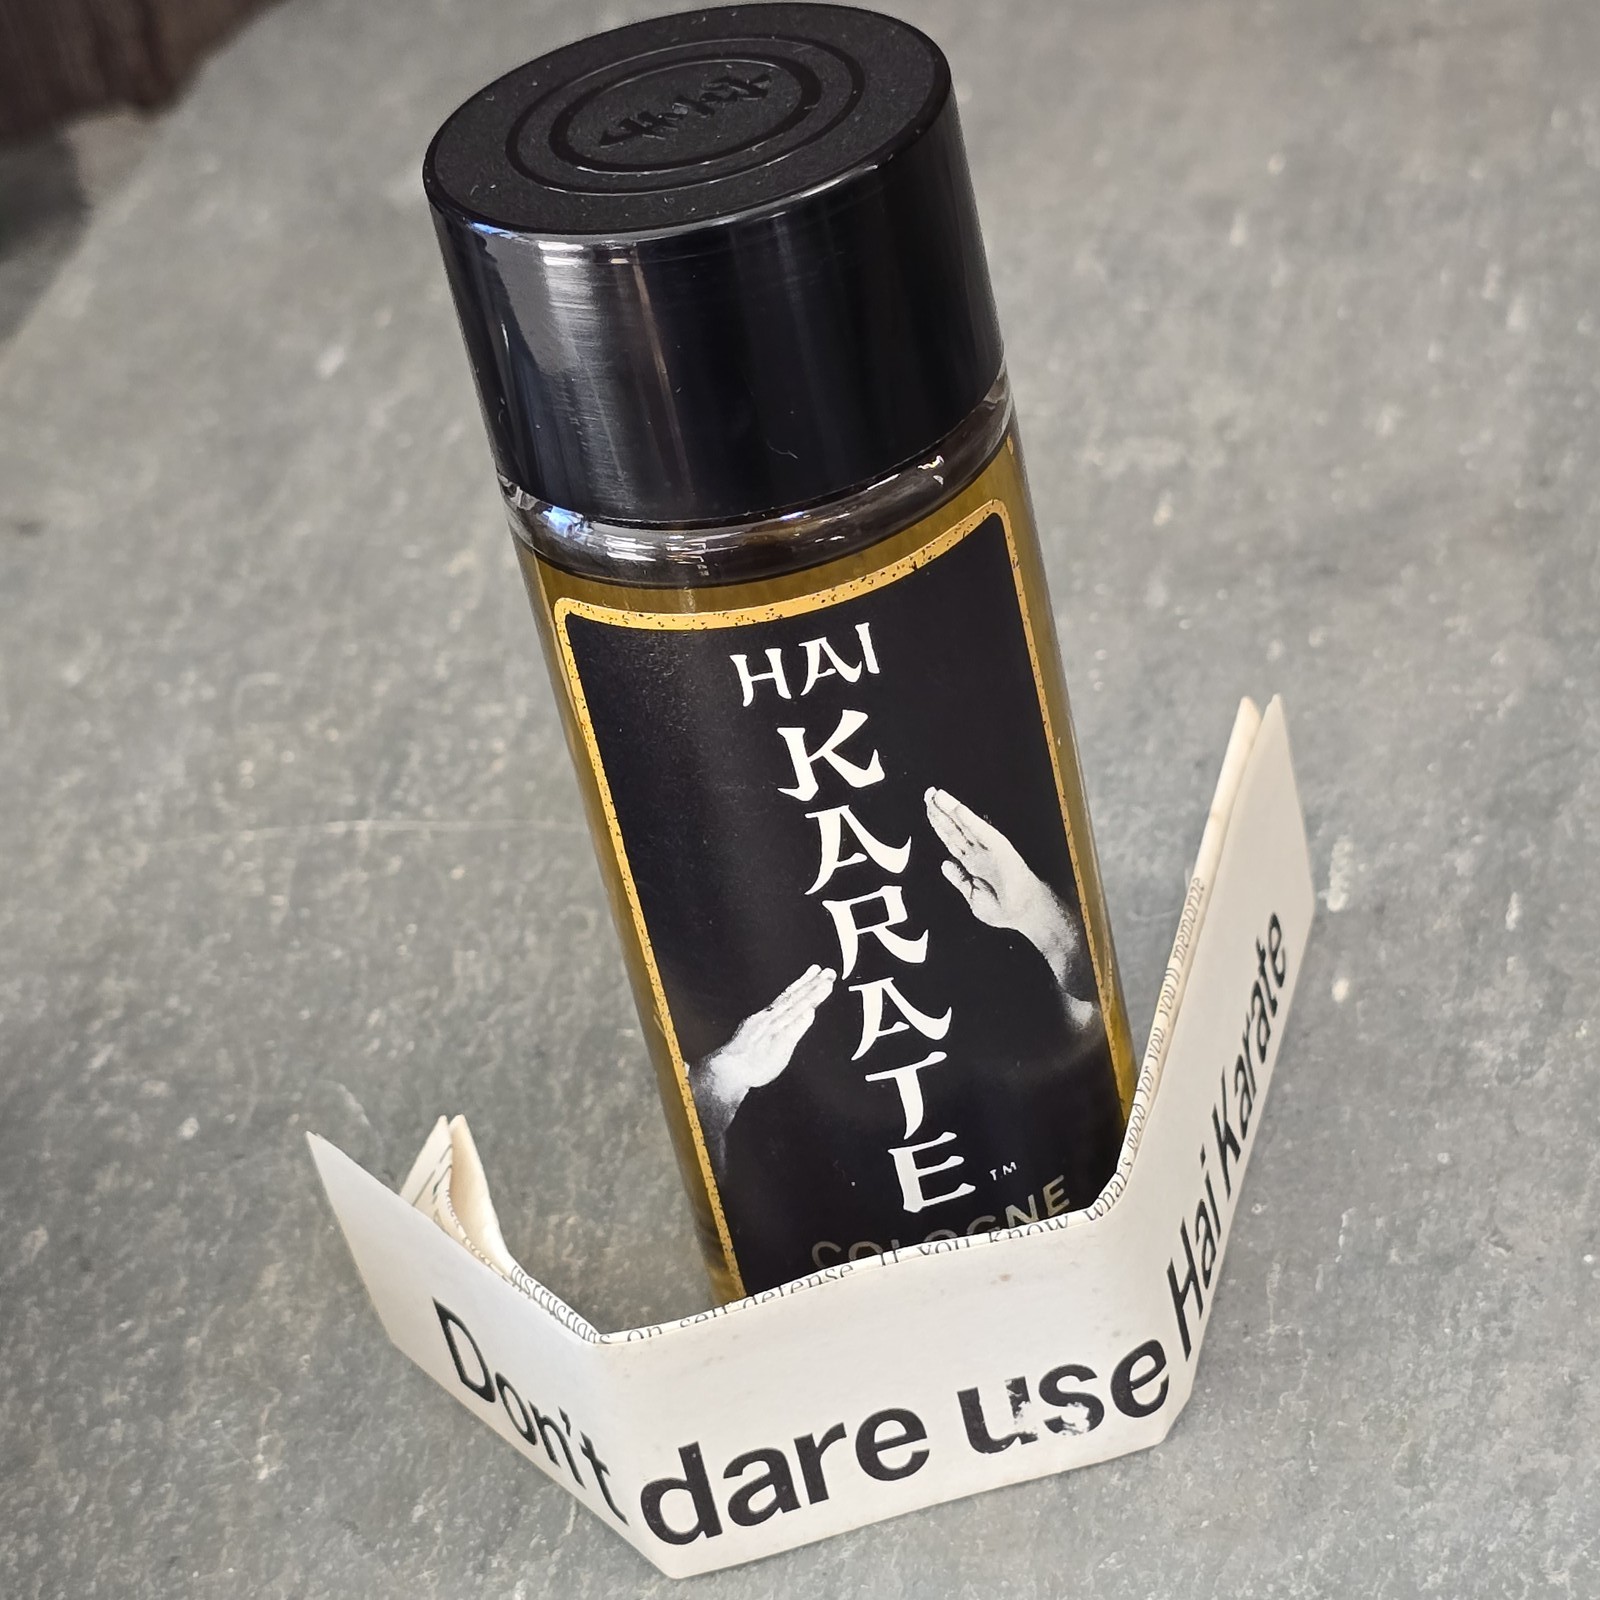 HAI
KARATE™
COLOGNE
instructions on self-defense. If you know what's good for you, you'll memorize
Don't dare use Hai Karate